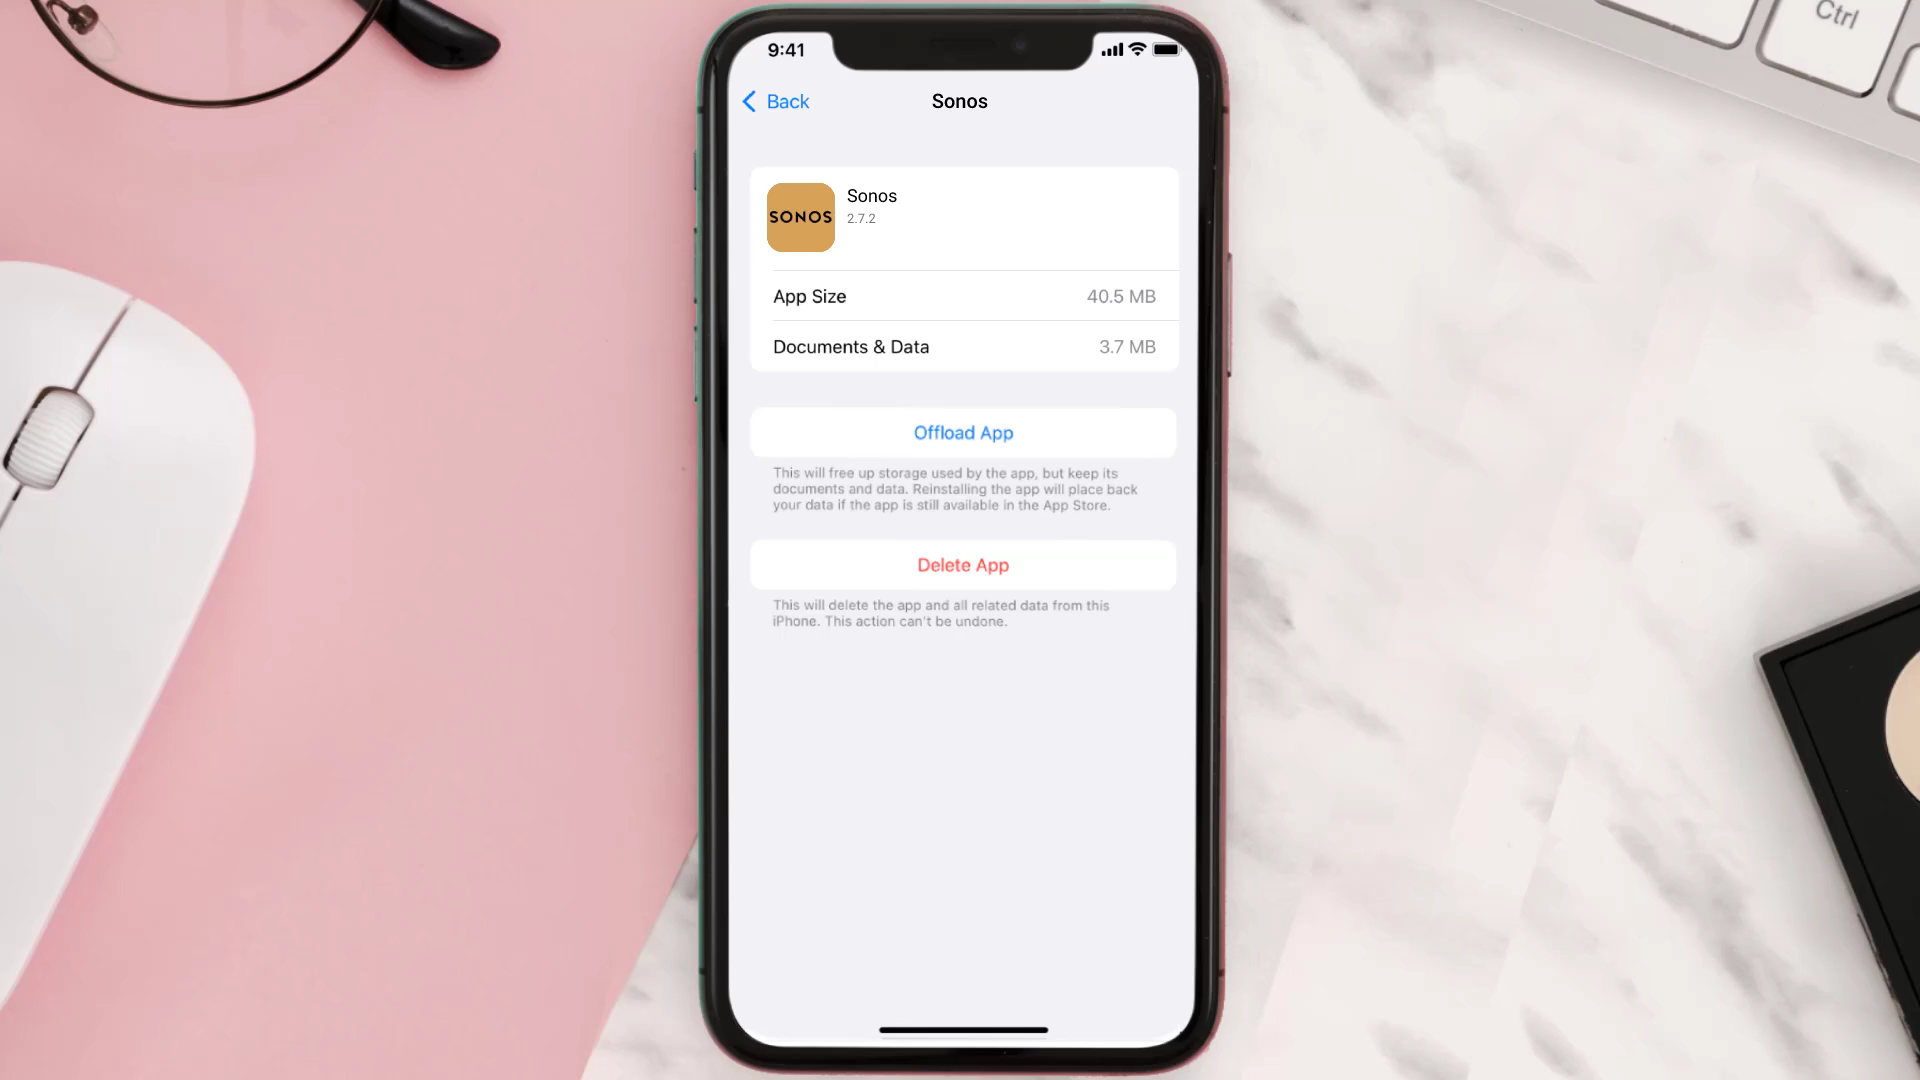 Ctrl
9:41
Back
Sonos
SONOS
Sonos
2.7.2
App Size
40.5 MB
Documents & Data
3.7 MB
Offload App
This will free up storage used by the app, but keep its
documents and data. Reinstalling the app will place back
your data if the app is still available in the App Store.
Delete App
This will delete the app and all related data from this
iPhone. This action can't be undone.